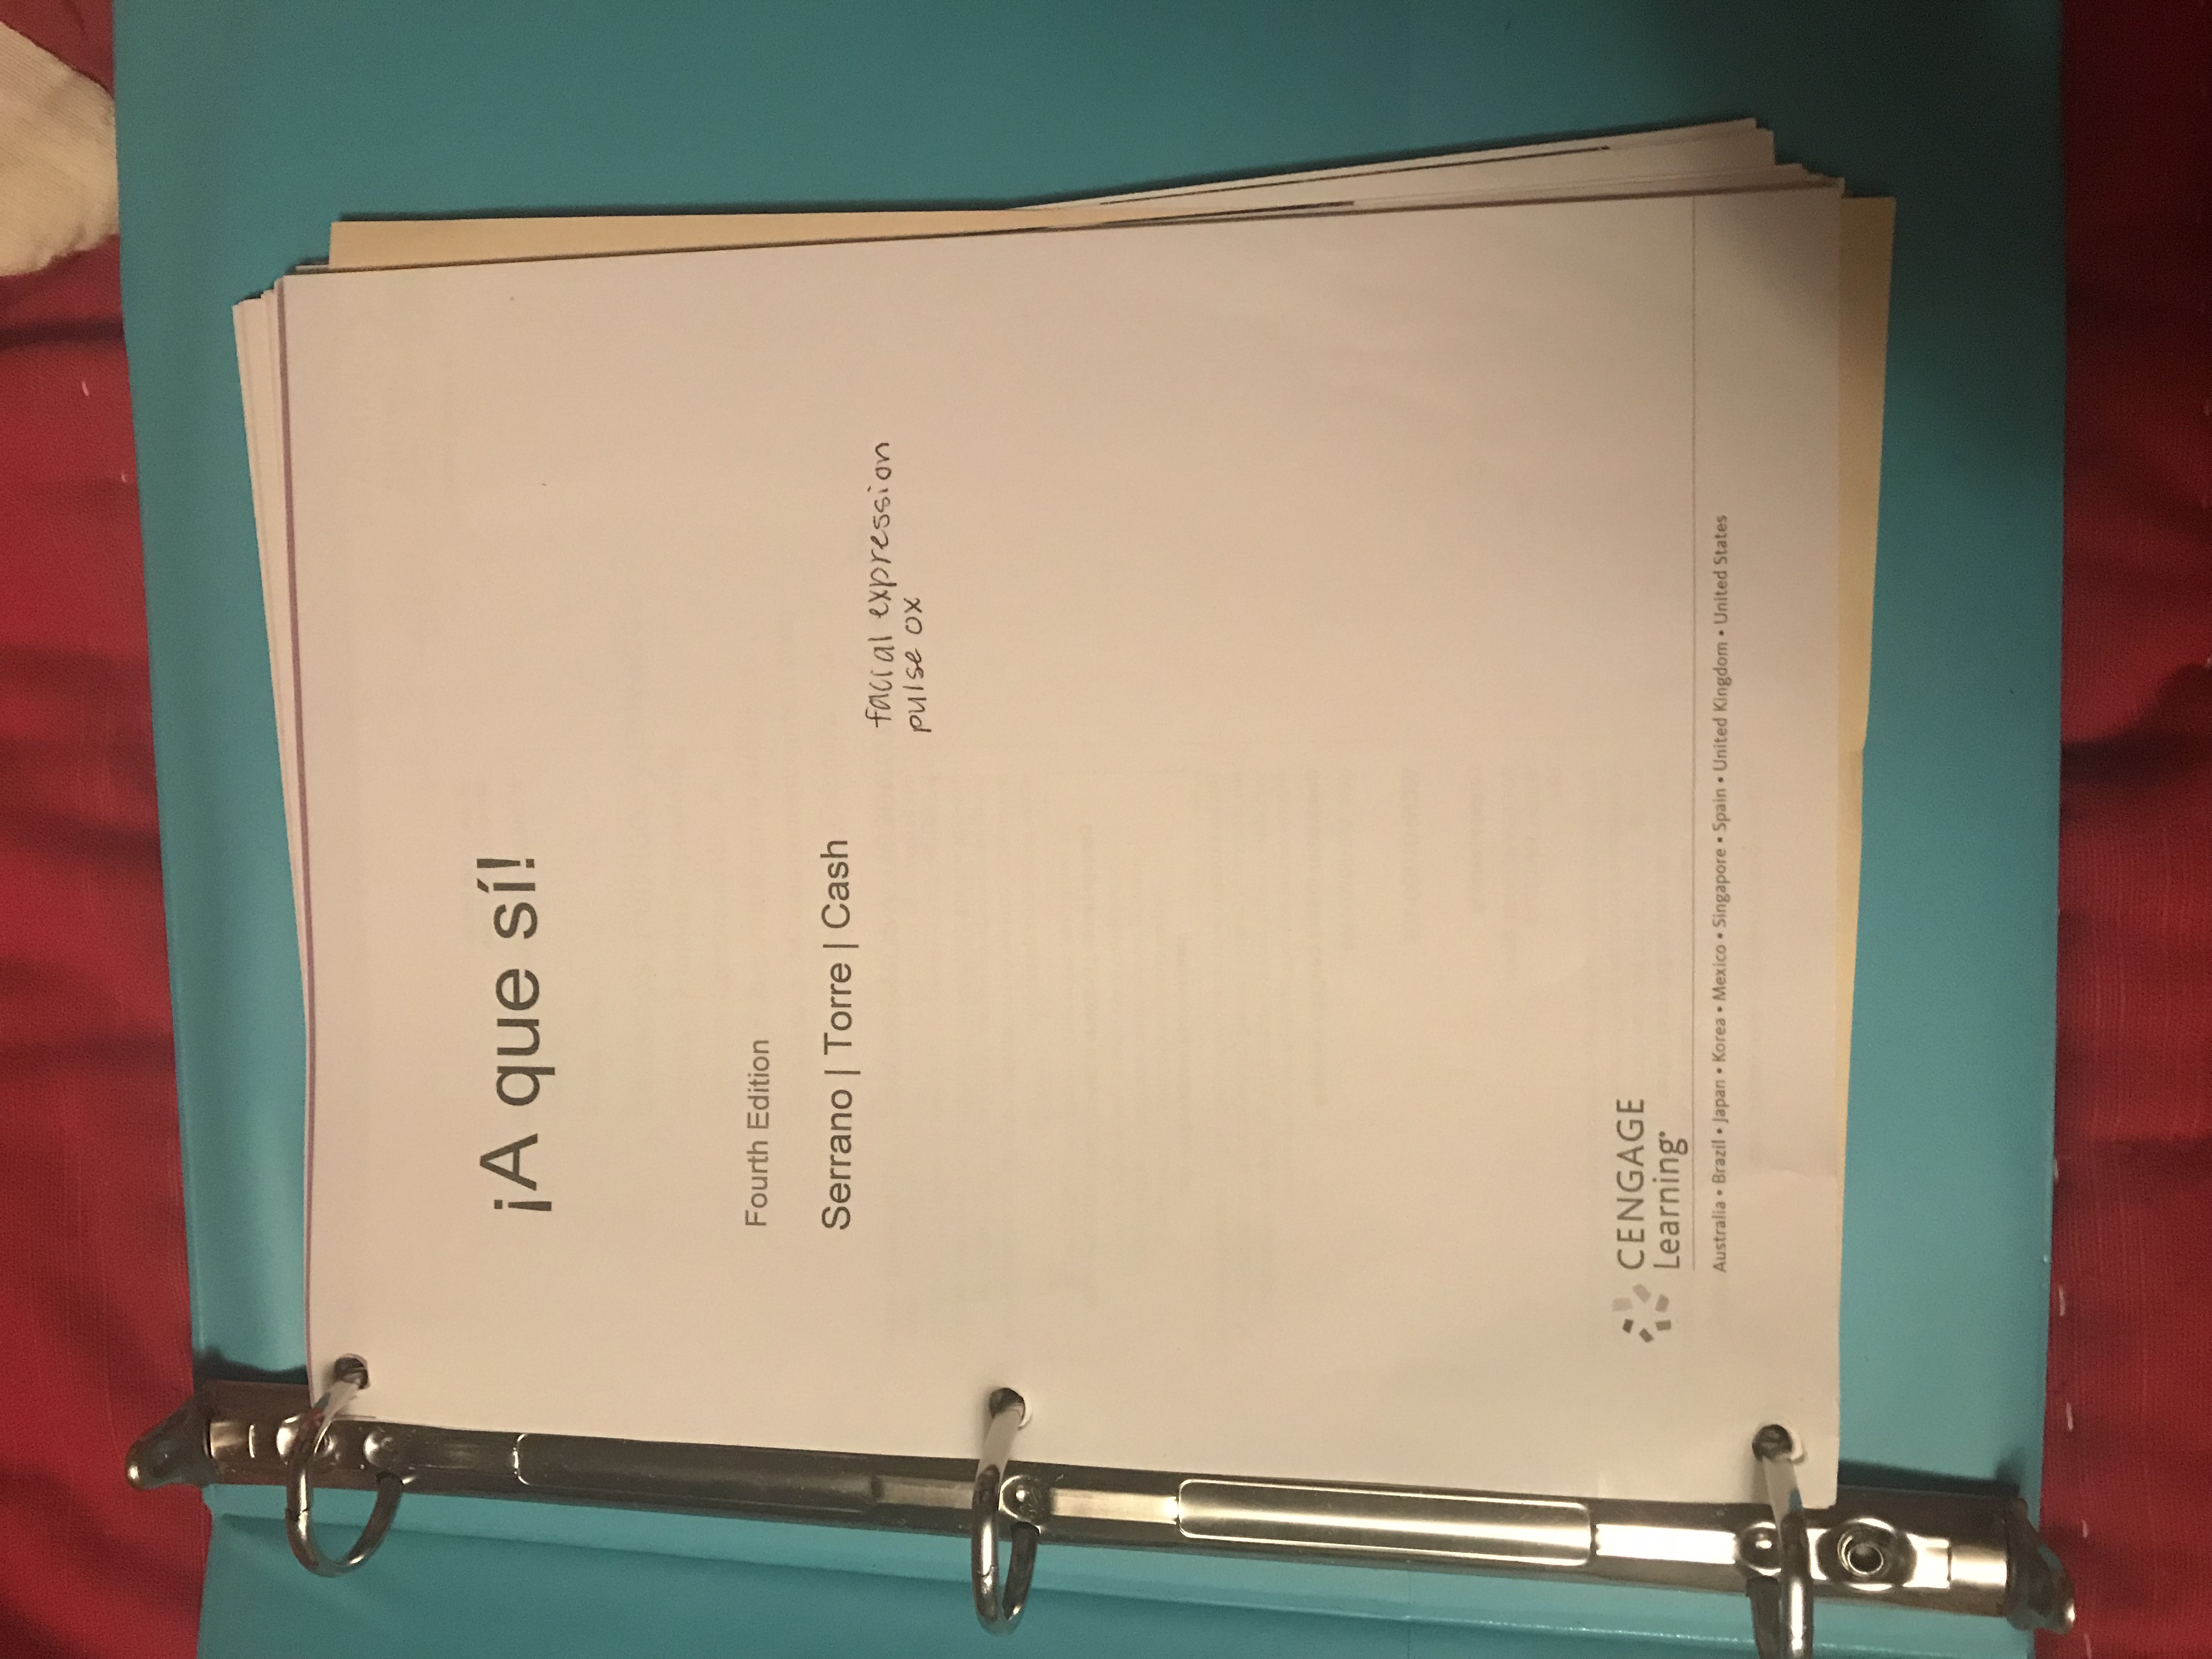 ¡A que sí!
Fourth Edition
Serrano | Torre | Cash
facial expression
pulse ox
CENGAGE
Learning
Australia • Brazil • Japan • Korea • Mexico • Singapore • Spain • United Kingdom • United States